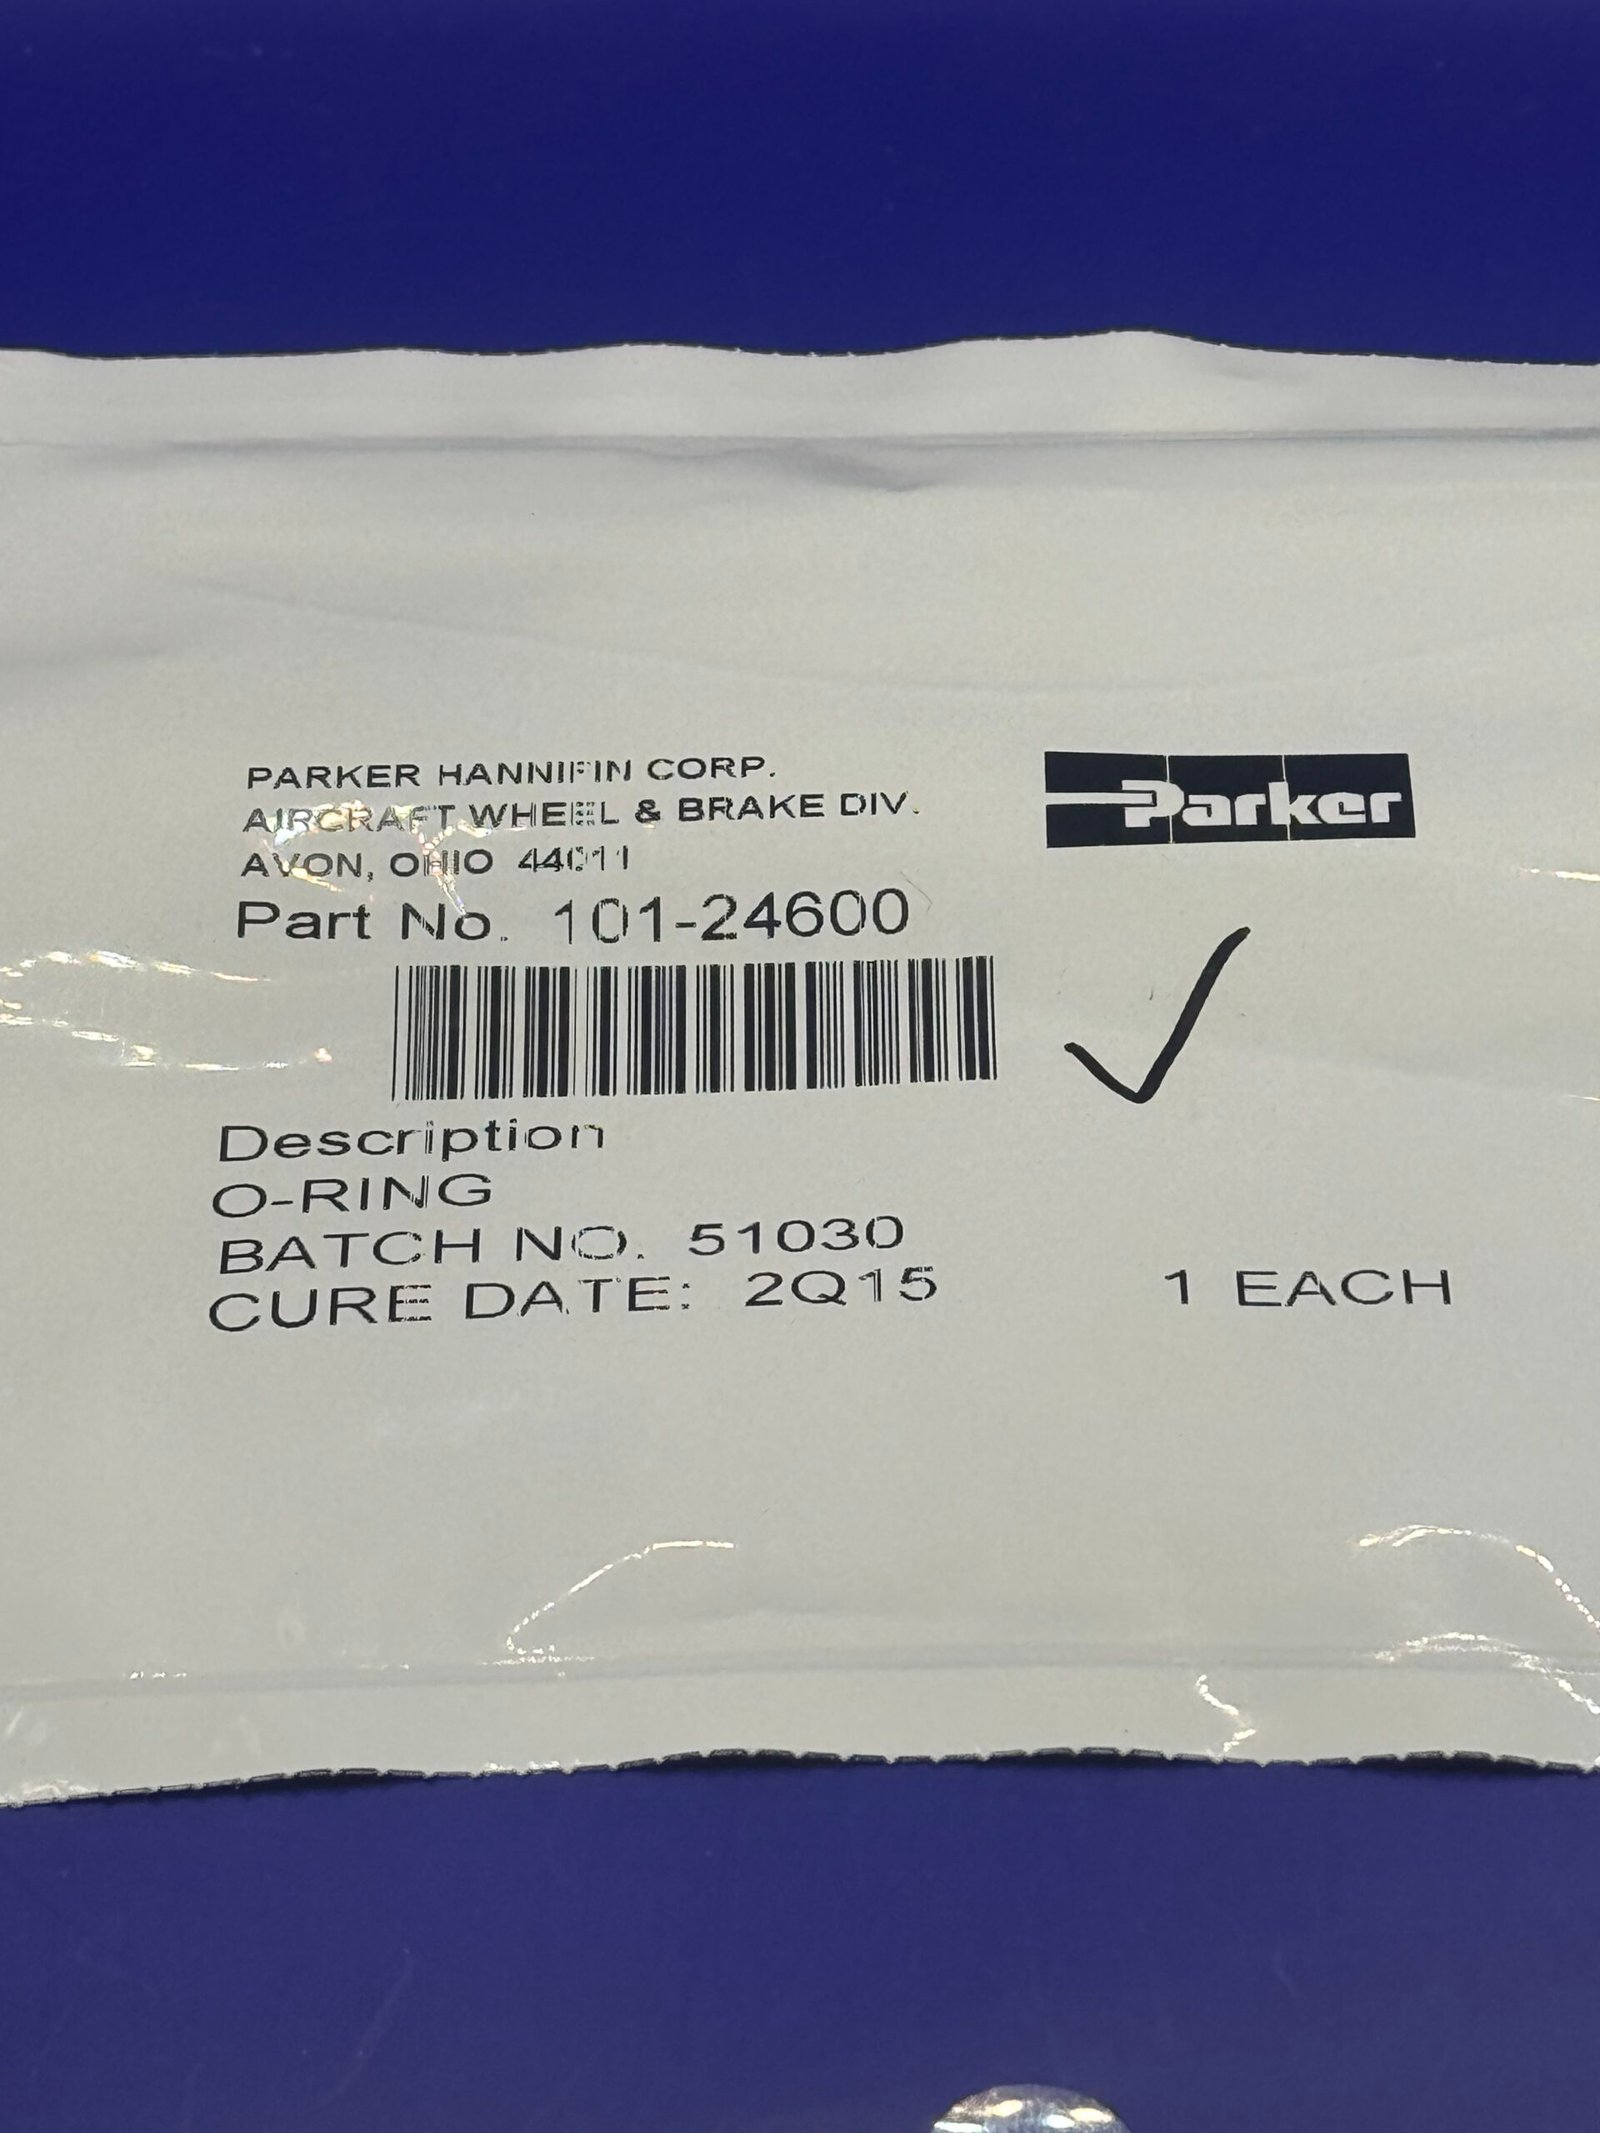 PARKER HANNIFIN CORP.
AIRCRAFT WHEEL & BRAKE DIV.
AVON, OHIO 44011
Parker
Part No. 101-24600
Description
O-RING
BATCH NO. 51030
CURE DATE: 2Q15
1 EACH